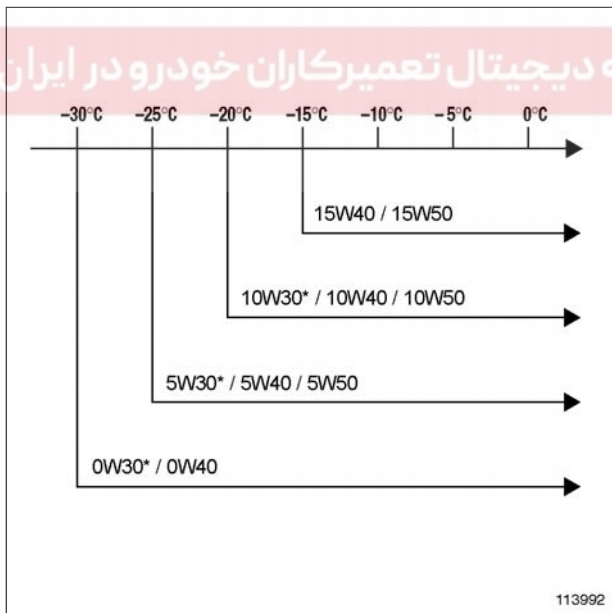 ه دیجیتال تعمیرکاران خودرو در ایران
–30°C –25°C –20°C –15°C –10°C –5°C 0°C
15W40 / 15W50
10W30* / 10W40 / 10W50
5W30* / 5W40 / 5W50
0W30* / 0W40
113992